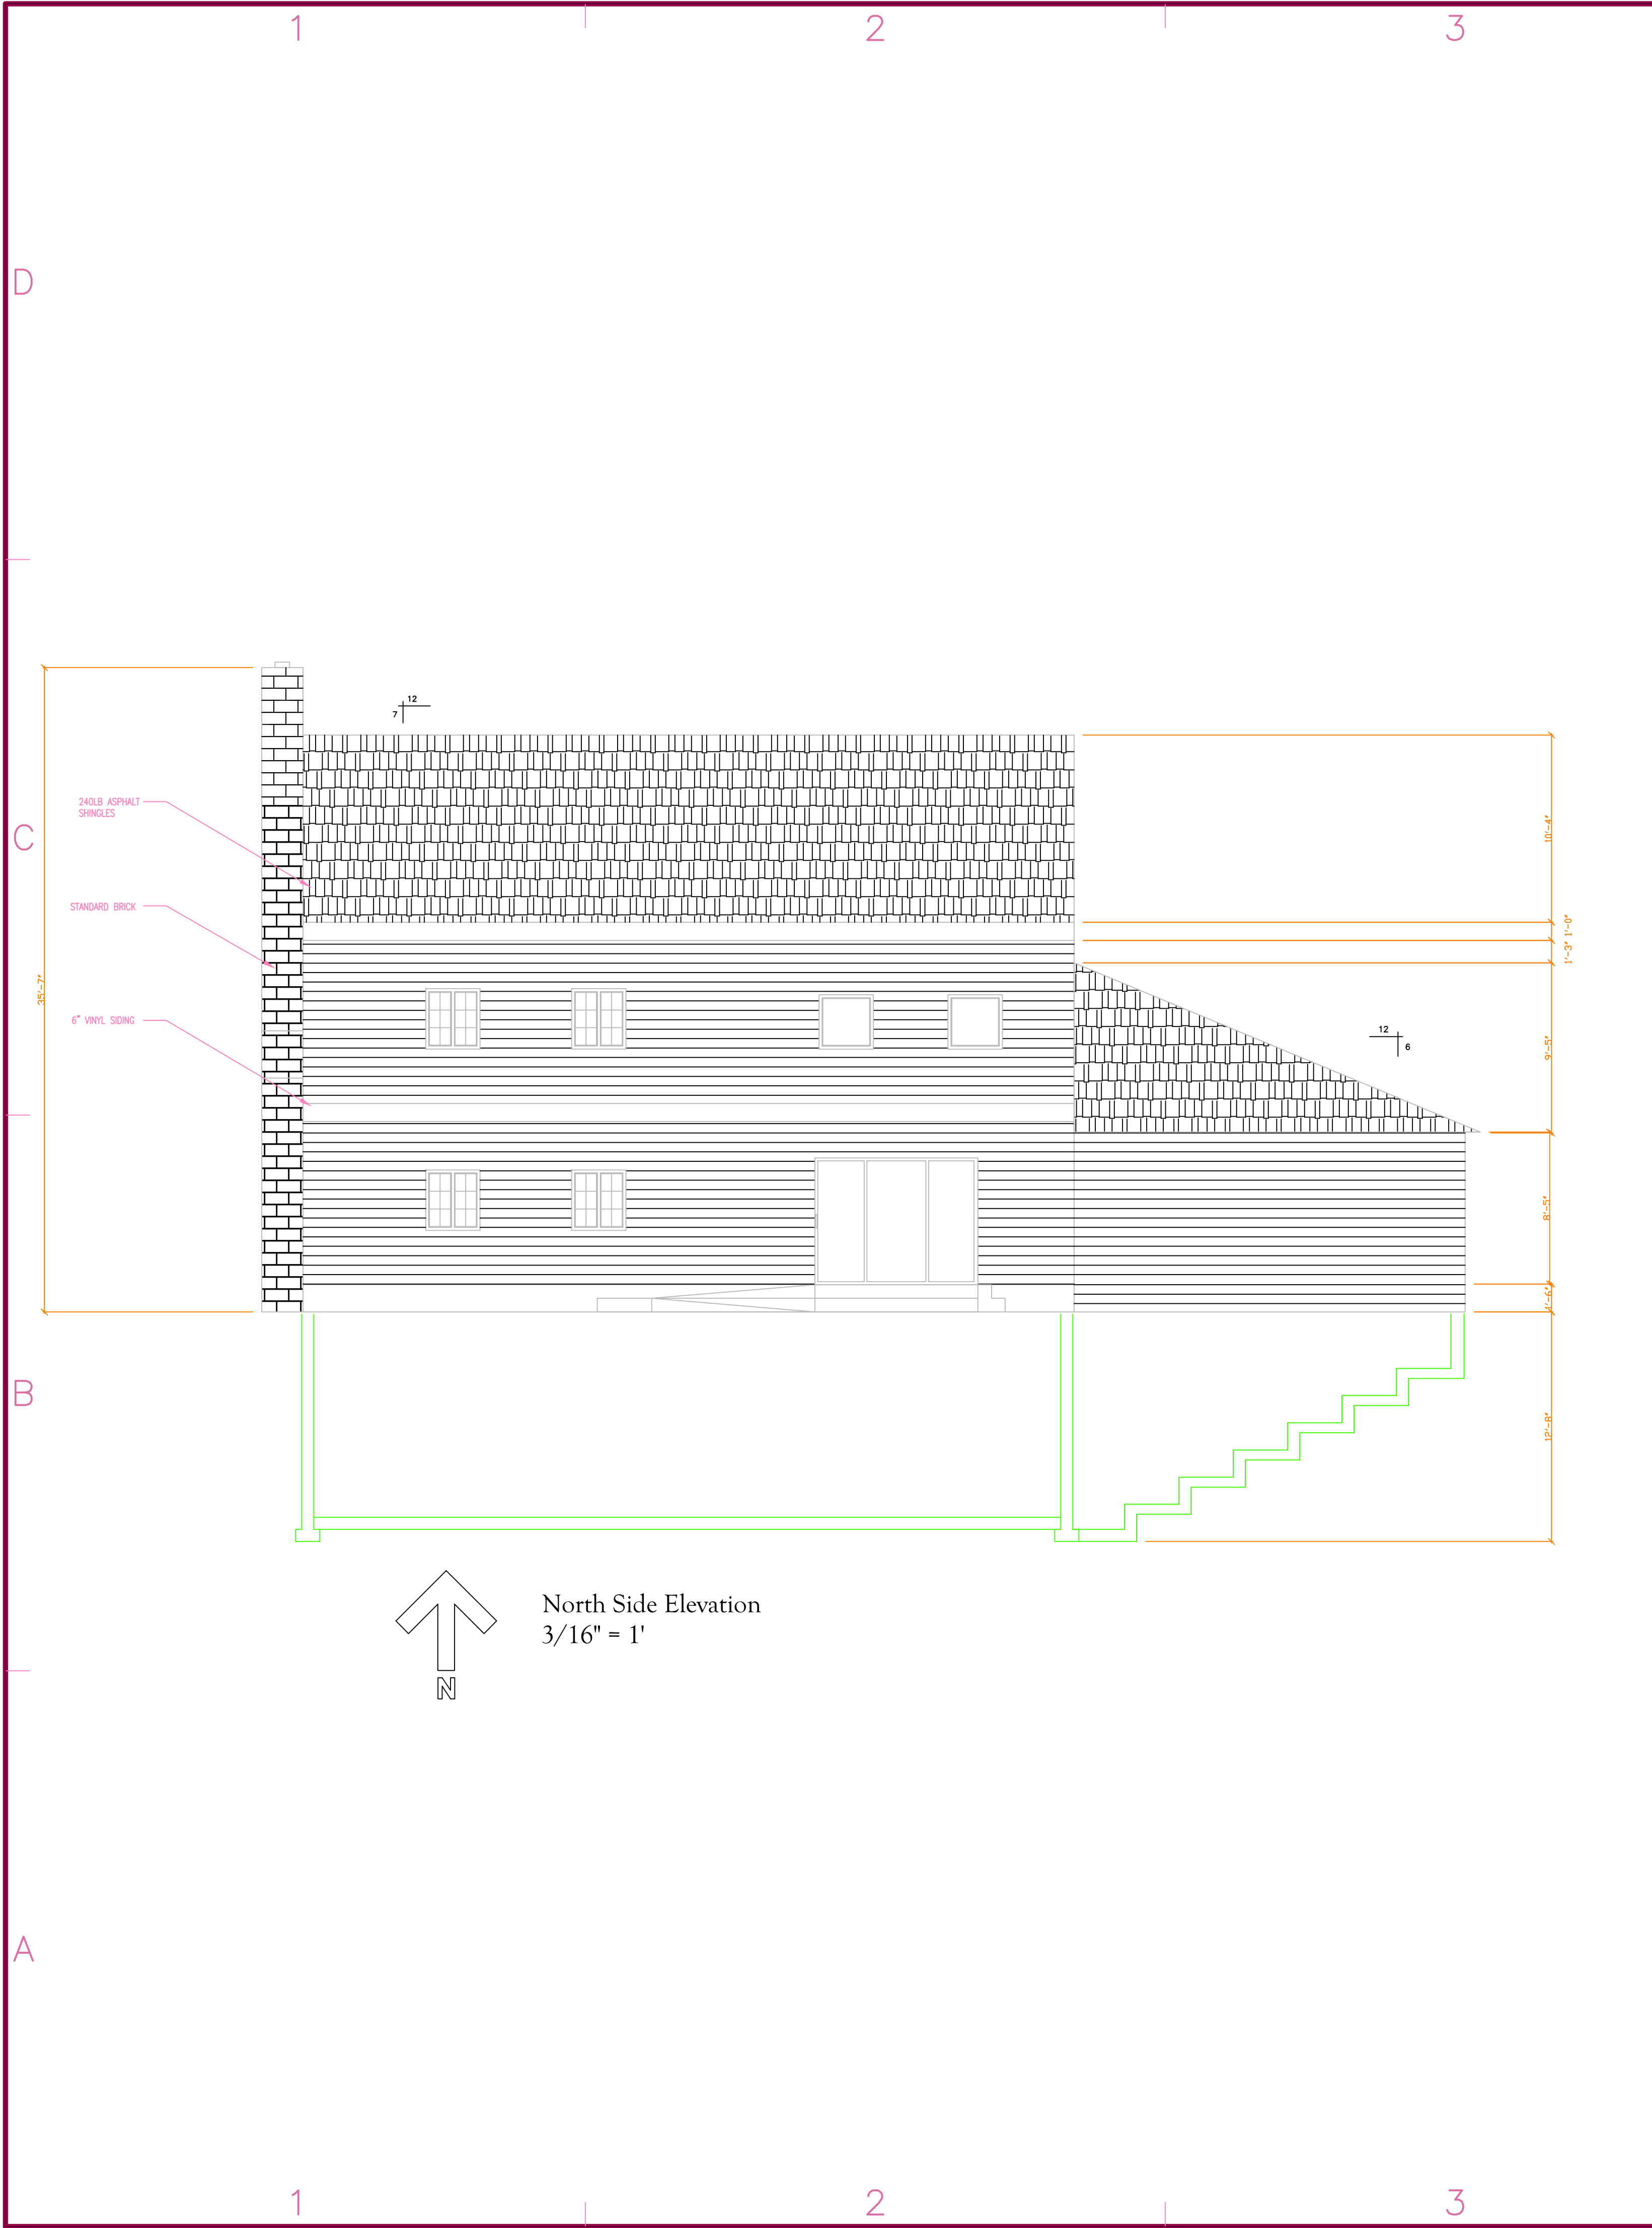 1 2 3
D
12
7
240LB ASPHALT
SHINGLES
C
10'-4"
STANDARD BRICK
1'-3" 1'-0"
35'-7"
6" VINYL SIDING
12
6
9'-5"
8'-5"
1'-6"
B
12'-8"
North Side Elevation
3/16" = 1'
N
A
1 2 3